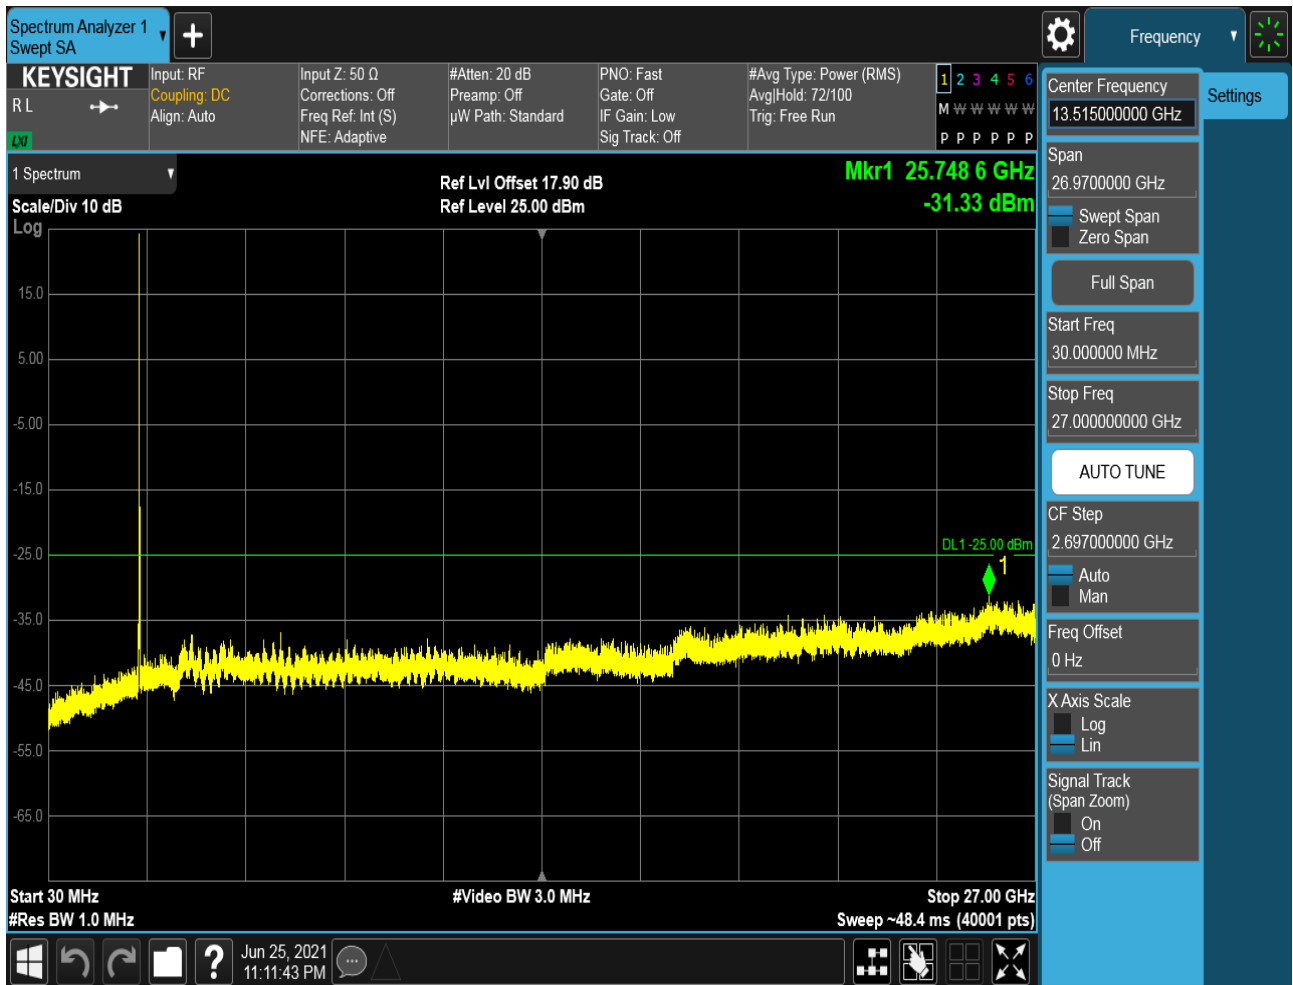 Spectrum Analyzer 1
Swept SA
Frequency
KEYSIGHT
R L
LXI
Input: RF
Coupling: DC
Align: Auto
Input Z: 50 Ω
Corrections: Off
Freq Ref: Int (S)
NFE: Adaptive
#Atten: 20 dB
Preamp: Off
µW Path: Standard
PNO: Fast
Gate: Off
IF Gain: Low
Sig Track: Off
#Avg Type: Power (RMS)
Avg|Hold: 72/100
Trig: Free Run
1 2 3 4 5 6
M W W W W W
P P P P P P
1 Spectrum
Scale/Div 10 dB
Log
Ref Lvl Offset 17.90 dB
Ref Level 25.00 dBm
Mkr1 25.748 6 GHz
-31.33 dBm
15.0
5.00
-5.00
-15.0
-25.0
-35.0
-45.0
-55.0
-65.0
DL1 -25.00 dBm
1
Start 30 MHz
#Res BW 1.0 MHz
#Video BW 3.0 MHz
Stop 27.00 GHz
Sweep ~48.4 ms (40001 pts)
Center Frequency
13.515000000 GHz
Span
26.9700000 GHz
Swept Span
Zero Span
Full Span
Start Freq
30.000000 MHz
Stop Freq
27.000000000 GHz
AUTO TUNE
CF Step
2.697000000 GHz
Auto
Man
Freq Offset
0 Hz
X Axis Scale
Log
Lin
Signal Track
(Span Zoom)
On
Off
Settings
?
Jun 25, 2021
11:11:43 PM